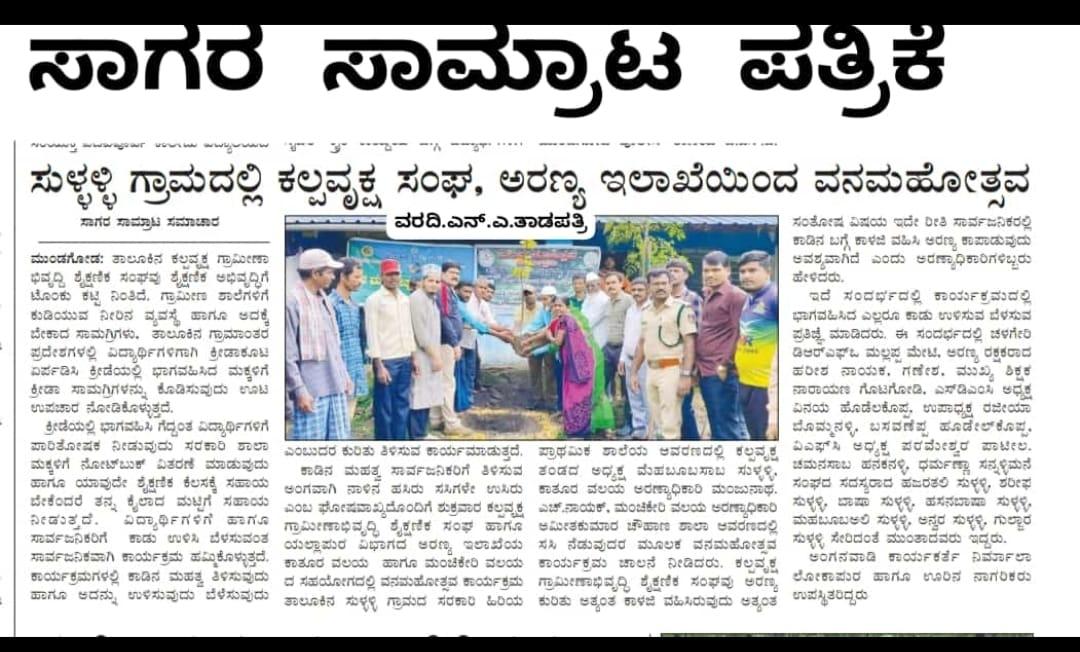 ಸಾಗರ ಸಾಮ್ರಾಟ ಪತ್ರಿಕೆ
ಸುಳ್ಳಳ್ಳಿ ಗ್ರಾಮದಲ್ಲಿ ಕಲ್ಪವೃಕ್ಷ ಸಂಘ, ಅರಣ್ಯ ಇಲಾಖೆಯಿಂದ ವನಮಹೋತ್ಸವ
ಸಾಗರ ಸಾಮ್ರಾಟ ಸಮಾಚಾರ
ಮುಂಡಗೋಡ: ತಾಲೂಕಿನ ಕಲ್ಪವೃಕ್ಷ ಗ್ರಾಮೀಣಾ
ಭಿವೃದ್ದಿ ಶೈಕ್ಷಣಿಕ ಸಂಘವು ಶೈಕ್ಷಣಿಕ ಅಭಿವೃದ್ಧಿಗೆ
ಟೊಂಕು ಕಟ್ಟಿ ನಿಂತಿದೆ. ಗ್ರಾಮೀಣ ಶಾಲೆಗಳಿಗೆ
ಕುಡಿಯುವ ನೀರಿನ ವ್ಯವಸ್ಥೆ ಹಾಗೂ ಅದಕ್ಕೆ
ಬೇಕಾದ ಸಾಮಗ್ರಿಗಳು, ತಾಲೂಕಿನ ಗ್ರಾಮಾಂತರ
ಪ್ರದೇಶಗಳಲ್ಲಿ ವಿದ್ಯಾರ್ಥಿಗಳಿಗಾಗಿ ಕ್ರೀಡಾಕೂಟ
ಏರ್ಪಡಿಸಿ ಕ್ರೀಡೆಯಲ್ಲಿ ಭಾಗವಹಿಸಿದ ಮಕ್ಕಳಿಗೆ
ಕ್ರೀಡಾ ಸಾಮಗ್ರಿಗಳನ್ನು ಕೊಡಿಸುವುದು ಊಟ
ಉಪಚಾರ ನೋಡಿಕೊಳ್ಳುತ್ತದೆ.
ಕ್ರೀಡೆಯಲ್ಲಿ ಭಾಗವಹಿಸಿ ಗೆದ್ದಂತ ವಿದ್ಯಾರ್ಥಿಗಳಿಗೆ
ಪಾರಿತೋಷಕ ನೀಡುವುದು ಸರಕಾರಿ ಶಾಲಾ
ಮಕ್ಕಳಿಗೆ ನೋಟ್‌ಬುಕ್ ವಿತರಣೆ ಮಾಡುವುದು
ಹಾಗೂ ಯಾವುದೇ ಶೈಕ್ಷಣಿಕ ಕೆಲಸಕ್ಕೆ ಸಹಾಯ
ಬೇಕೆಂದರೆ ತನ್ನ ಕೈಲಾದ ಮಟ್ಟಿಗೆ ಸಹಾಯ
ನೀಡುತ್ತದೆ. ವಿದ್ಯಾರ್ಥಿಗಳಿಗೆ ಹಾಗೂ
ಸಾರ್ವಜನಿಕರಿಗೆ ಕಾಡು ಉಳಿಸಿ ಬೆಳಸುವಂತ
ಸಾರ್ವಜನಿಕವಾಗಿ ಕಾರ್ಯಕ್ರಮ ಹಮ್ಮಿಕೊಳ್ಳುತ್ತದೆ.
ಕಾರ್ಯಕ್ರಮಗಳಲ್ಲಿ ಕಾಡಿನ ಮಹತ್ವ ತಿಳಿಸುವುದು
ಹಾಗೂ ಅದನ್ನು ಉಳಿಸುವುದು ಬೆಳೆಸುವುದು
ವರದಿ.ಎನ್.ಎ.ತಾಡಪತ್ರಿ
ಎಂಬುದರ ಕುರಿತು ತಿಳಿಸುವ ಕಾರ್ಯಮಾಡುತ್ತದೆ.
ಕಾಡಿನ ಮಹತ್ವ ಸಾರ್ವಜನಿಕರಿಗೆ ತಿಳಿಸುವ
ಅಂಗವಾಗಿ ನಾಳಿನ ಹಸಿರು ಸಸಿಗಳೇ ಉಸಿರು
ಎಂಬ ಘೋಷವಾಖ್ಯದೊಂದಿಗೆ ಶುಕ್ರವಾರ ಕಲ್ಪವೃಕ್ಷ
ಗ್ರಾಮೀಣಾಭಿವೃದ್ಧಿ ಶೈಕ್ಷಣಿಕ ಸಂಘ ಹಾಗೂ
ಯಲ್ಲಾಪುರ ವಿಭಾಗದ ಅರಣ್ಯ ಇಲಾಖೆಯ
ಕಾತೂರ ವಲಯ ಹಾಗೂ ಮಂಚಿಕೇರಿ ವಲಯ
ದ ಸಹಯೋಗದಲ್ಲಿ ವನಮಹೋತ್ಸವ ಕಾರ್ಯಕ್ರಮ
ತಾಲೂಕಿನ ಸುಳ್ಳಳ್ಳಿ ಗ್ರಾಮದ ಸರಕಾರಿ ಹಿರಿಯ
ಪ್ರಾಥಮಿಕ ಶಾಲೆಯ ಆವರಣದಲ್ಲಿ ಕಲ್ಪವೃಕ್ಷ
ತಂಡದ ಅಧ್ಯಕ್ಷ ಮೆಹಬೂಬಸಾಬ ಸುಳ್ಳಳ್ಳಿ,
ಕಾತೂರ ವಲಯ ಅರಣ್ಯಾಧಿಕಾರಿ ಮಂಜುನಾಥ.
ಎಚ್.ನಾಯಕ್, ಮಂಚಿಕೇರಿ ವಲಯ ಅರಣ್ಯಾಧಿಕಾರಿ
ಅಮೀತಕುಮಾರ ಚೌಹಾಣ ಶಾಲಾ ಆವರಣದಲ್ಲಿ
ಸಸಿ ನೆಡುವುದರ ಮೂಲಕ ವನಮಹೋತ್ಸವ
ಕಾರ್ಯಕ್ರಮ ಚಾಲನೆ ನೀಡಿದರು. ಕಲ್ಪವೃಕ್ಷ
ಗ್ರಾಮೀಣಾಭಿವೃದ್ಧಿ ಶೈಕ್ಷಣಿಕ ಸಂಘವು ಅರಣ್ಯ
ಕುರಿತು ಅತ್ಯಂತ ಕಾಳಜಿ ವಹಿಸಿರುವುದು ಅತ್ಯಂತ
ಸಂತೋಷ ವಿಷಯ ಇದೇ ರೀತಿ ಸಾರ್ವಜನಿಕರಲ್ಲಿ
ಕಾಡಿನ ಬಗ್ಗೆ ಕಾಳಜಿ ವಹಿಸಿ ಅರಣ್ಯ ಕಾಪಾಡುವುದು
ಅವಶ್ಯವಾಗಿದೆ ಎಂದು ಅರಣ್ಯಾಧಿಕಾರಿಗಳಿಬ್ಬರು
ಹೇಳಿದರು.
ಇದೆ ಸಂದರ್ಭದಲ್ಲಿ ಕಾರ್ಯಕ್ರಮದಲ್ಲಿ
ಭಾಗವಹಿಸಿದ ಎಲ್ಲರೂ ಕಾಡು ಉಳಿಸುವ ಬೆಳಸುವ
ಪ್ರತಿಜ್ಞೆ ಮಾಡಿದರು. ಈ ಸಂದರ್ಭದಲ್ಲಿ ಚಳಗೇರಿ
ಡಿಆರ್‌ಎಫ್‌ಒ ಮಲ್ಲಪ್ಪ ಮೇಟಿ, ಅರಣ್ಯ ರಕ್ಷಕರಾದ
ಹರೀಶ ನಾಯಕ, ಗಣೇಶ, ಮುಖ್ಯ ಶಿಕ್ಷಕ
ನಾರಾಯಣ ಗೊಟಗೋಡಿ, ಎಸ್‌ಡಿಎಂಸಿ ಅಧ್ಯಕ್ಷ
ವಿನಯ ಹೊಡೆಲಕೊಪ್ಪ, ಉಪಾಧ್ಯಕ್ಷ ರಜೀಯಾ
ಬೊಮ್ಮನಳ್ಳಿ, ಬಸವಣೆಪ್ಪ ಹೂಡೇಲ್‌ಕೊಪ್ಪ,
ವಿಎಫ್‌ಸಿ ಅಧ್ಯಕ್ಷ ಪರಮೇಶ್ವರ ಪಾಟೀಲ,
ಚಮನಸಾಬ ಹನಕನಳ್ಳಿ, ಧರ್ಮಣ್ಣಾ ಸನ್ನಳ್ಳಿಮನೆ
ಸಂಘದ ಸದಸ್ಯರಾದ ಹಜರತಲಿ ಸುಳ್ಳಳ್ಳಿ, ಶರೀಫ
ಸುಳ್ಳಳ್ಳಿ, ಬಾಷಾ ಸುಳ್ಳಳ್ಳಿ, ಹಸನಬಾಷಾ ಸುಳ್ಳಳ್ಳಿ,
ಮಹಬೂಬಅಲಿ ಸುಳ್ಳಳ್ಳಿ, ಅನ್ವರ ಸುಳ್ಳಳ್ಳಿ, ಗುಲ್ಜಾರ
ಸುಳ್ಳಳ್ಳಿ ಸೇರಿದಂತೆ ಮುಂತಾದವರು ಇದ್ದರು.
ಅಂಗನವಾಡಿ ಕಾರ್ಯಕರ್ತೆ ನಿರ್ಮಾಲಾ
ಲೋಕಾಪುರ ಹಾಗೂ ಊರಿನ ನಾಗರಿಕರು
ಉಪಸ್ಥಿತರಿದ್ದರು